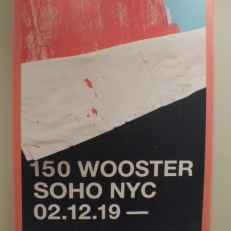 150 WOOSTER
SOHO NYC
02.12.19 —